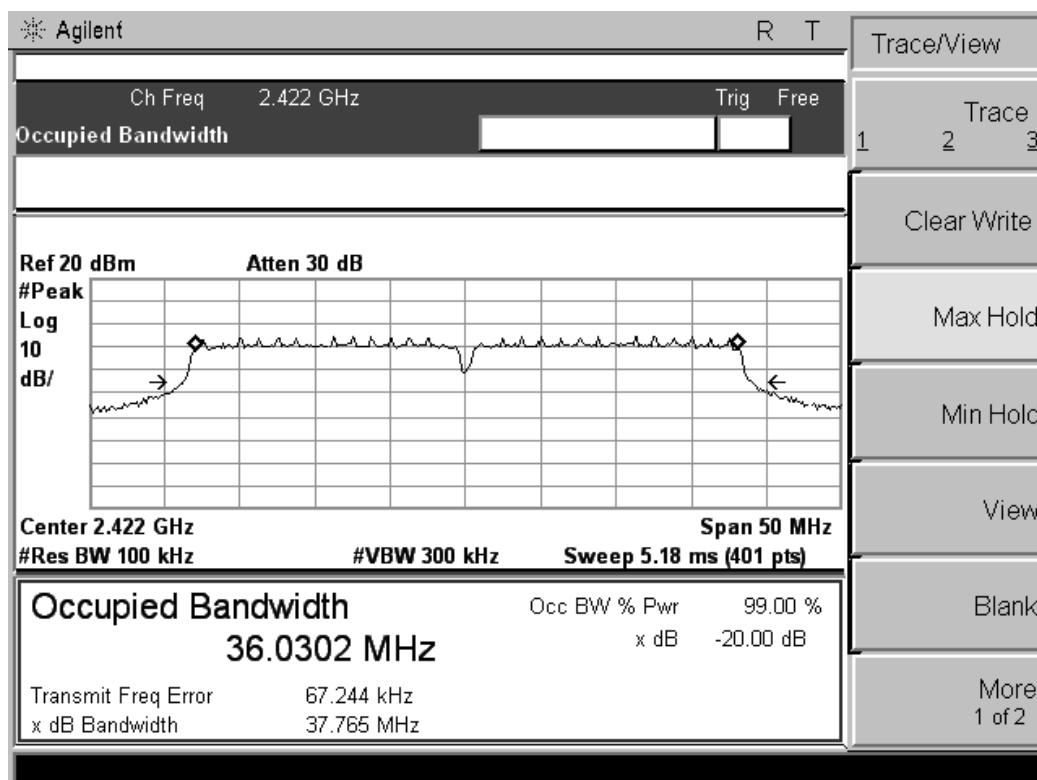 Agilent R T
Trace/View
Ch Freq 2.422 GHz Trig Free
Occupied Bandwidth
Trace
1 2 3
Clear Write
Max Hold
Min Hold
View
Blank
More
1 of 2
Ref 20 dBm Atten 30 dB
#Peak
Log
10
dB/
Center 2.422 GHz Span 50 MHz
#Res BW 100 kHz #VBW 300 kHz Sweep 5.18 ms (401 pts)
Occupied Bandwidth
36.0302 MHz
Occ BW % Pwr 99.00 %
x dB -20.00 dB
Transmit Freq Error 67.244 kHz
x dB Bandwidth 37.765 MHz